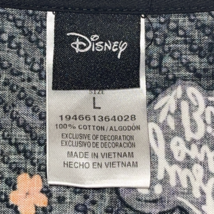 Disney
SIZE
L
194661364028
100% COTTON/ALGODÓN
EXCLUSIVE OF DECORATION
EXCLUSIVO DE DECORACIÓN
MADE IN VIETNAM
HECHO EN VIETNAM